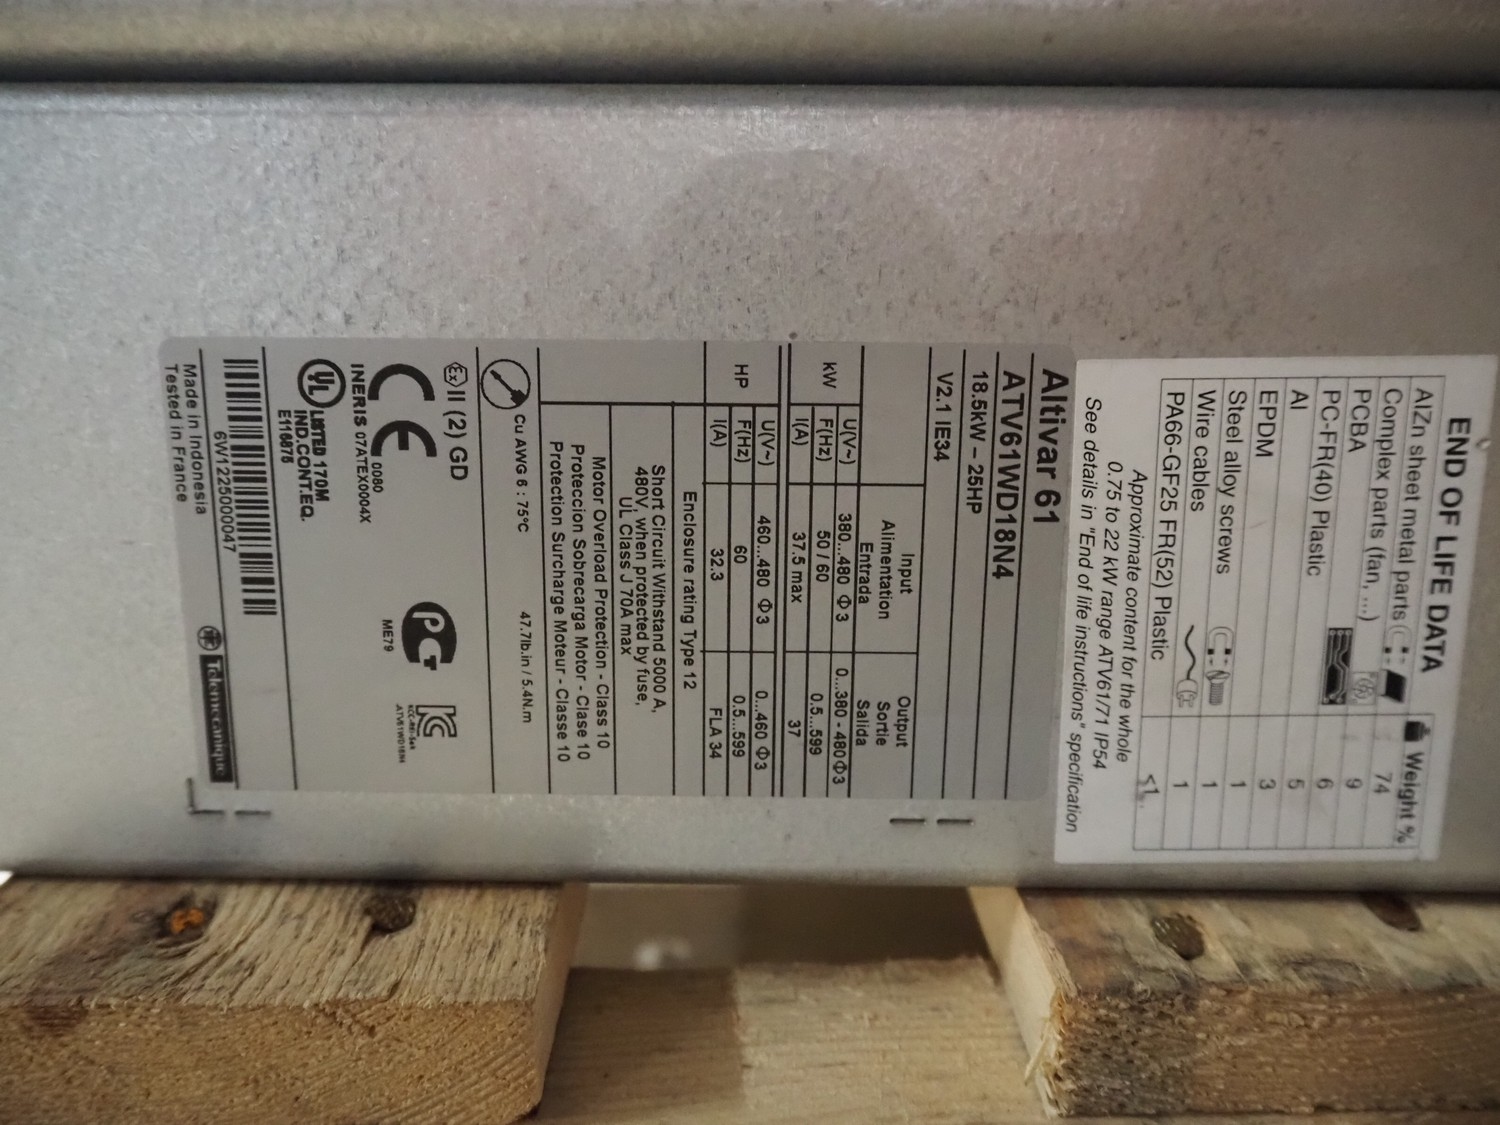 END OF LIFE DATA
Weight %
AlZn sheet metal parts 74
Complex parts (fan, ...) 9
PCBA 6
PC-FR(40) Plastic 5
Al 3
EPDM 1
Steel alloy screws 1
Wire cables 1
PA66-GF25 FR(52) Plastic <1
Approximate content for the whole
0.75 to 22 kW range ATV61/71 IP54
See details in "End of life instructions" specification
Altivar 61
ATV61WD18N4
18.5kW – 25HP
V2.1 IE34
Input Output
Alimentation Sortie
Entrada Salida
kW U(V~) 380...480 Φ3 0...380 - 480 Φ3
F(Hz) 50 / 60 0.5...599
I(A) 37.5 max 37
HP U(V~) 460...480 Φ3 0...460 Φ3
F(Hz) 60 0.5...599
I(A) 32.3 FLA 34
Enclosure rating Type 12
Short Circuit Withstand 5000 A,
480V, when protected by fuse,
UL Class J 70A max
Motor Overload Protection - Class 10
Proteccion Sobrecarga Motor - Clase 10
Protection Surcharge Moteur - Classe 10
Cu AWG 6 : 75°C 47.7lb.in / 5.4N.m
Ex II (2) GD
CE 0080
INERIS 07ATEX0004X
PCT
ME79
KC
UL LISTED 170M
IND.CONT.EQ.
E116875
6W1225000047
Made in Indonesia
Tested in France
Telemecanique